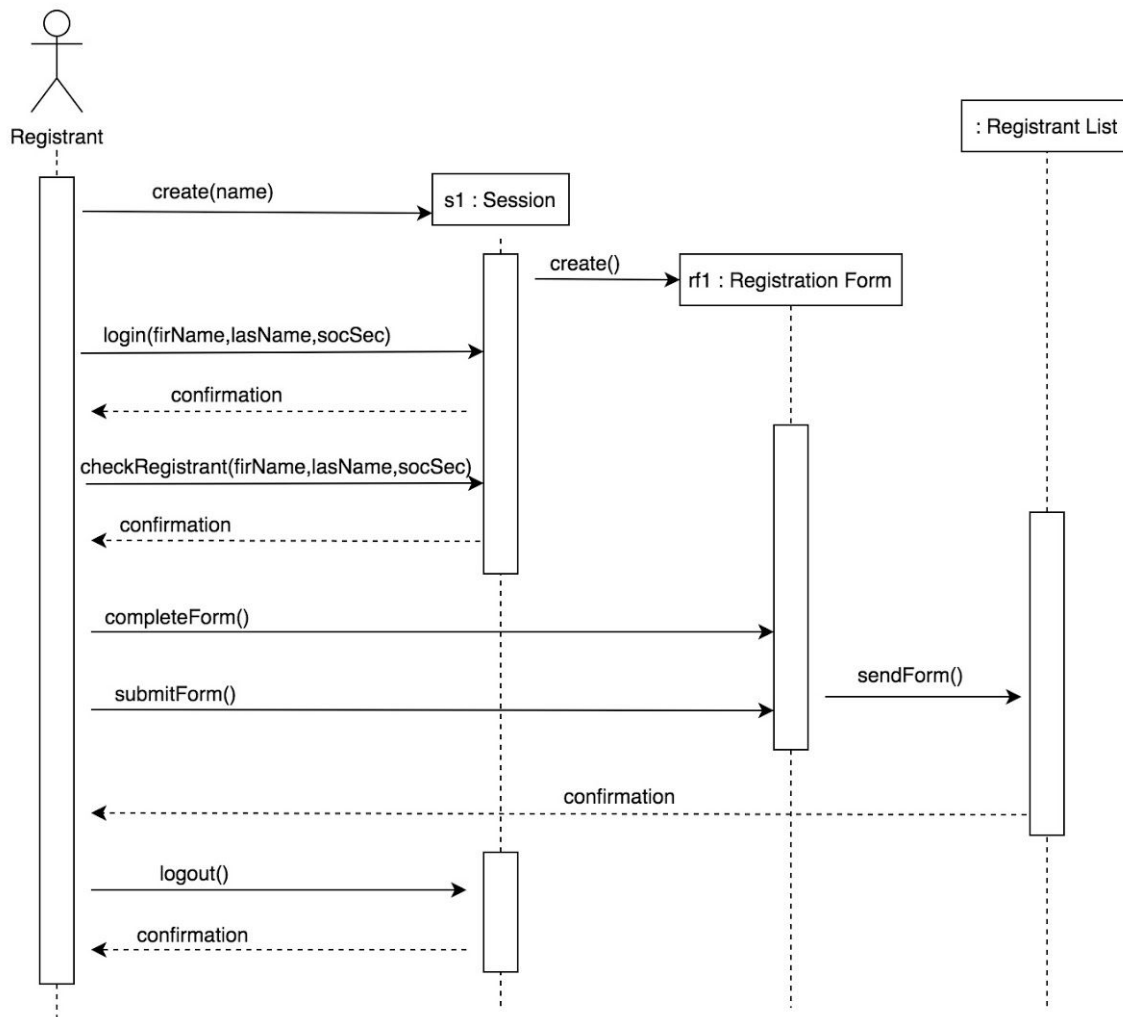 Registrant
: Registrant List
create(name)
s1 : Session
create()
rf1 : Registration Form
login(firName,lasName,socSec)
confirmation
checkRegistrant(firName,lasName,socSec)
confirmation
completeForm()
submitForm()
sendForm()
confirmation
logout()
confirmation